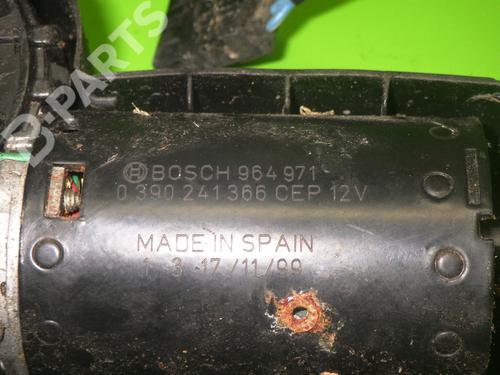 B-PARTS
BOSCH 964 971
0 390 241 366 CEP 12V
MADE IN SPAIN
1 3 17/11/99